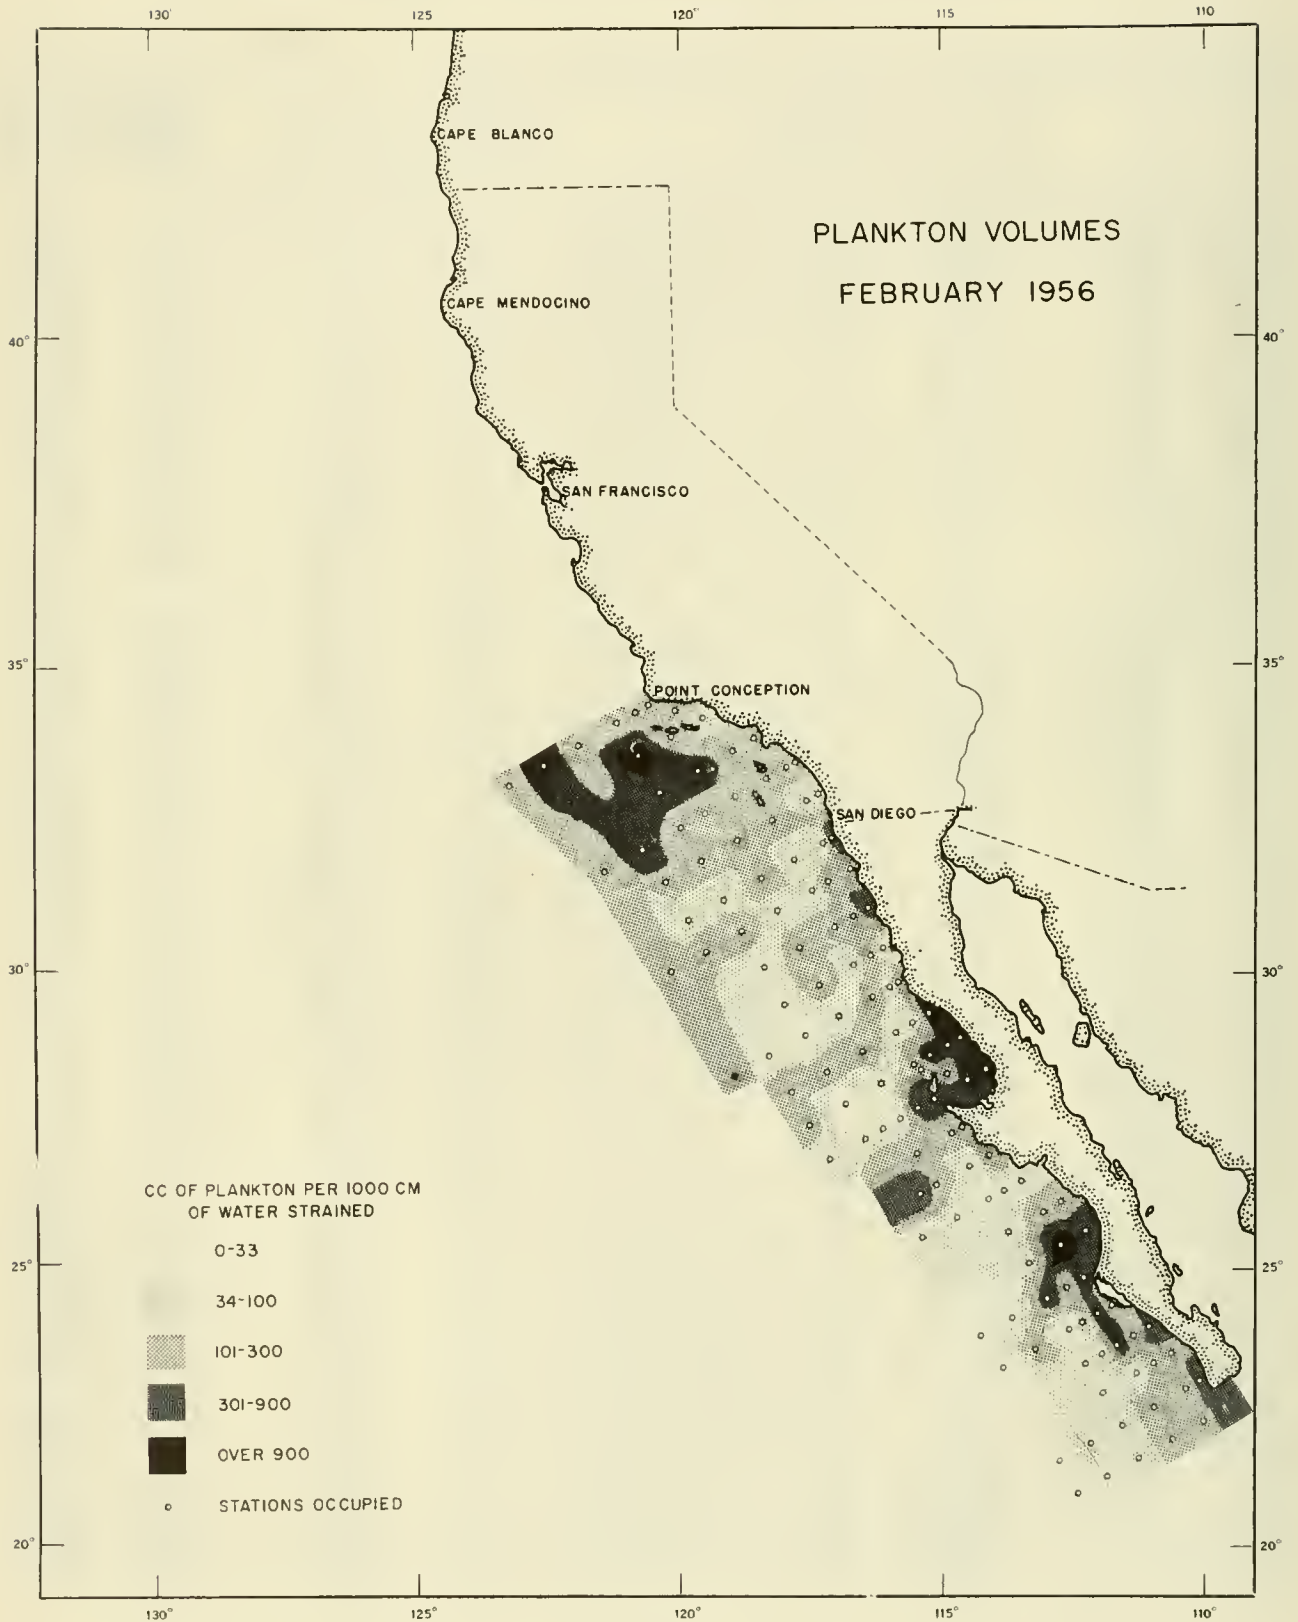 130° 125 120° 115 110
CAPE BLANCO
PLANKTON VOLUMES
FEBRUARY 1956
CAPE MENDOCINO
40° 40°
SAN FRANCISCO
35° 35°
POINT CONCEPTION
SAN DIEGO
30° 30°
CC OF PLANKTON PER 1000 CM
OF WATER STRAINED
0-33
25° 25°
34-100
101-300
301-900
OVER 900
STATIONS OCCUPIED
20° 20°
130° 125° 120° 115° 110°